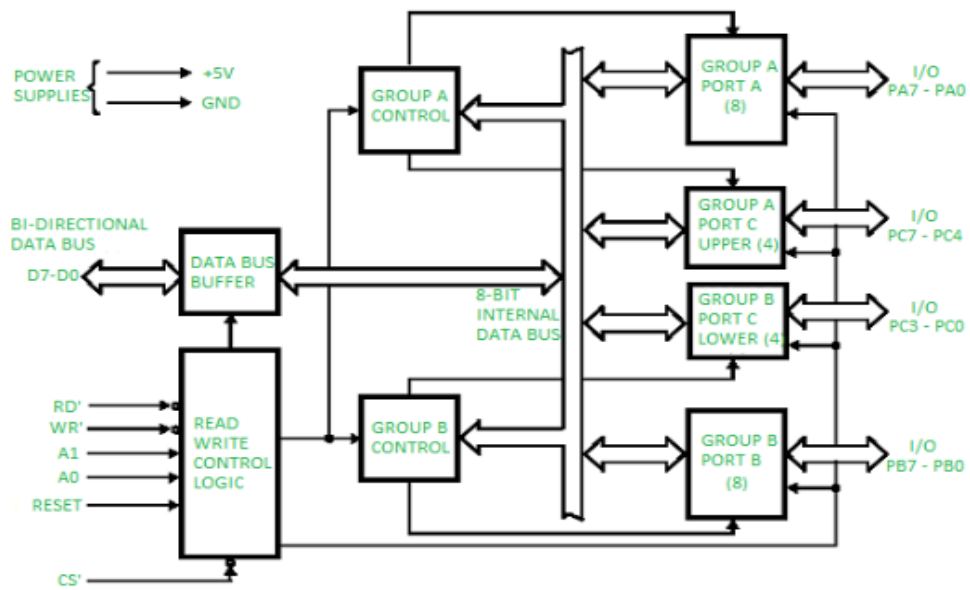 POWER
SUPPLIES
+5V
GND
GROUP A
CONTROL
GROUP A
PORT A
(8)
I/O
PA7 - PA0
BI-DIRECTIONAL
DATA BUS
D7-D0
DATA BUS
BUFFER
8-BIT
INTERNAL
DATA BUS
GROUP A
PORT C
UPPER (4)
I/O
PC7 - PC4
GROUP B
PORT C
LOWER (4)
I/O
PC3 - PC0
RD'
WR'
A1
A0
RESET
CS'
READ
WRITE
CONTROL
LOGIC
GROUP B
CONTROL
GROUP B
PORT B
(8)
I/O
PB7 - PB0